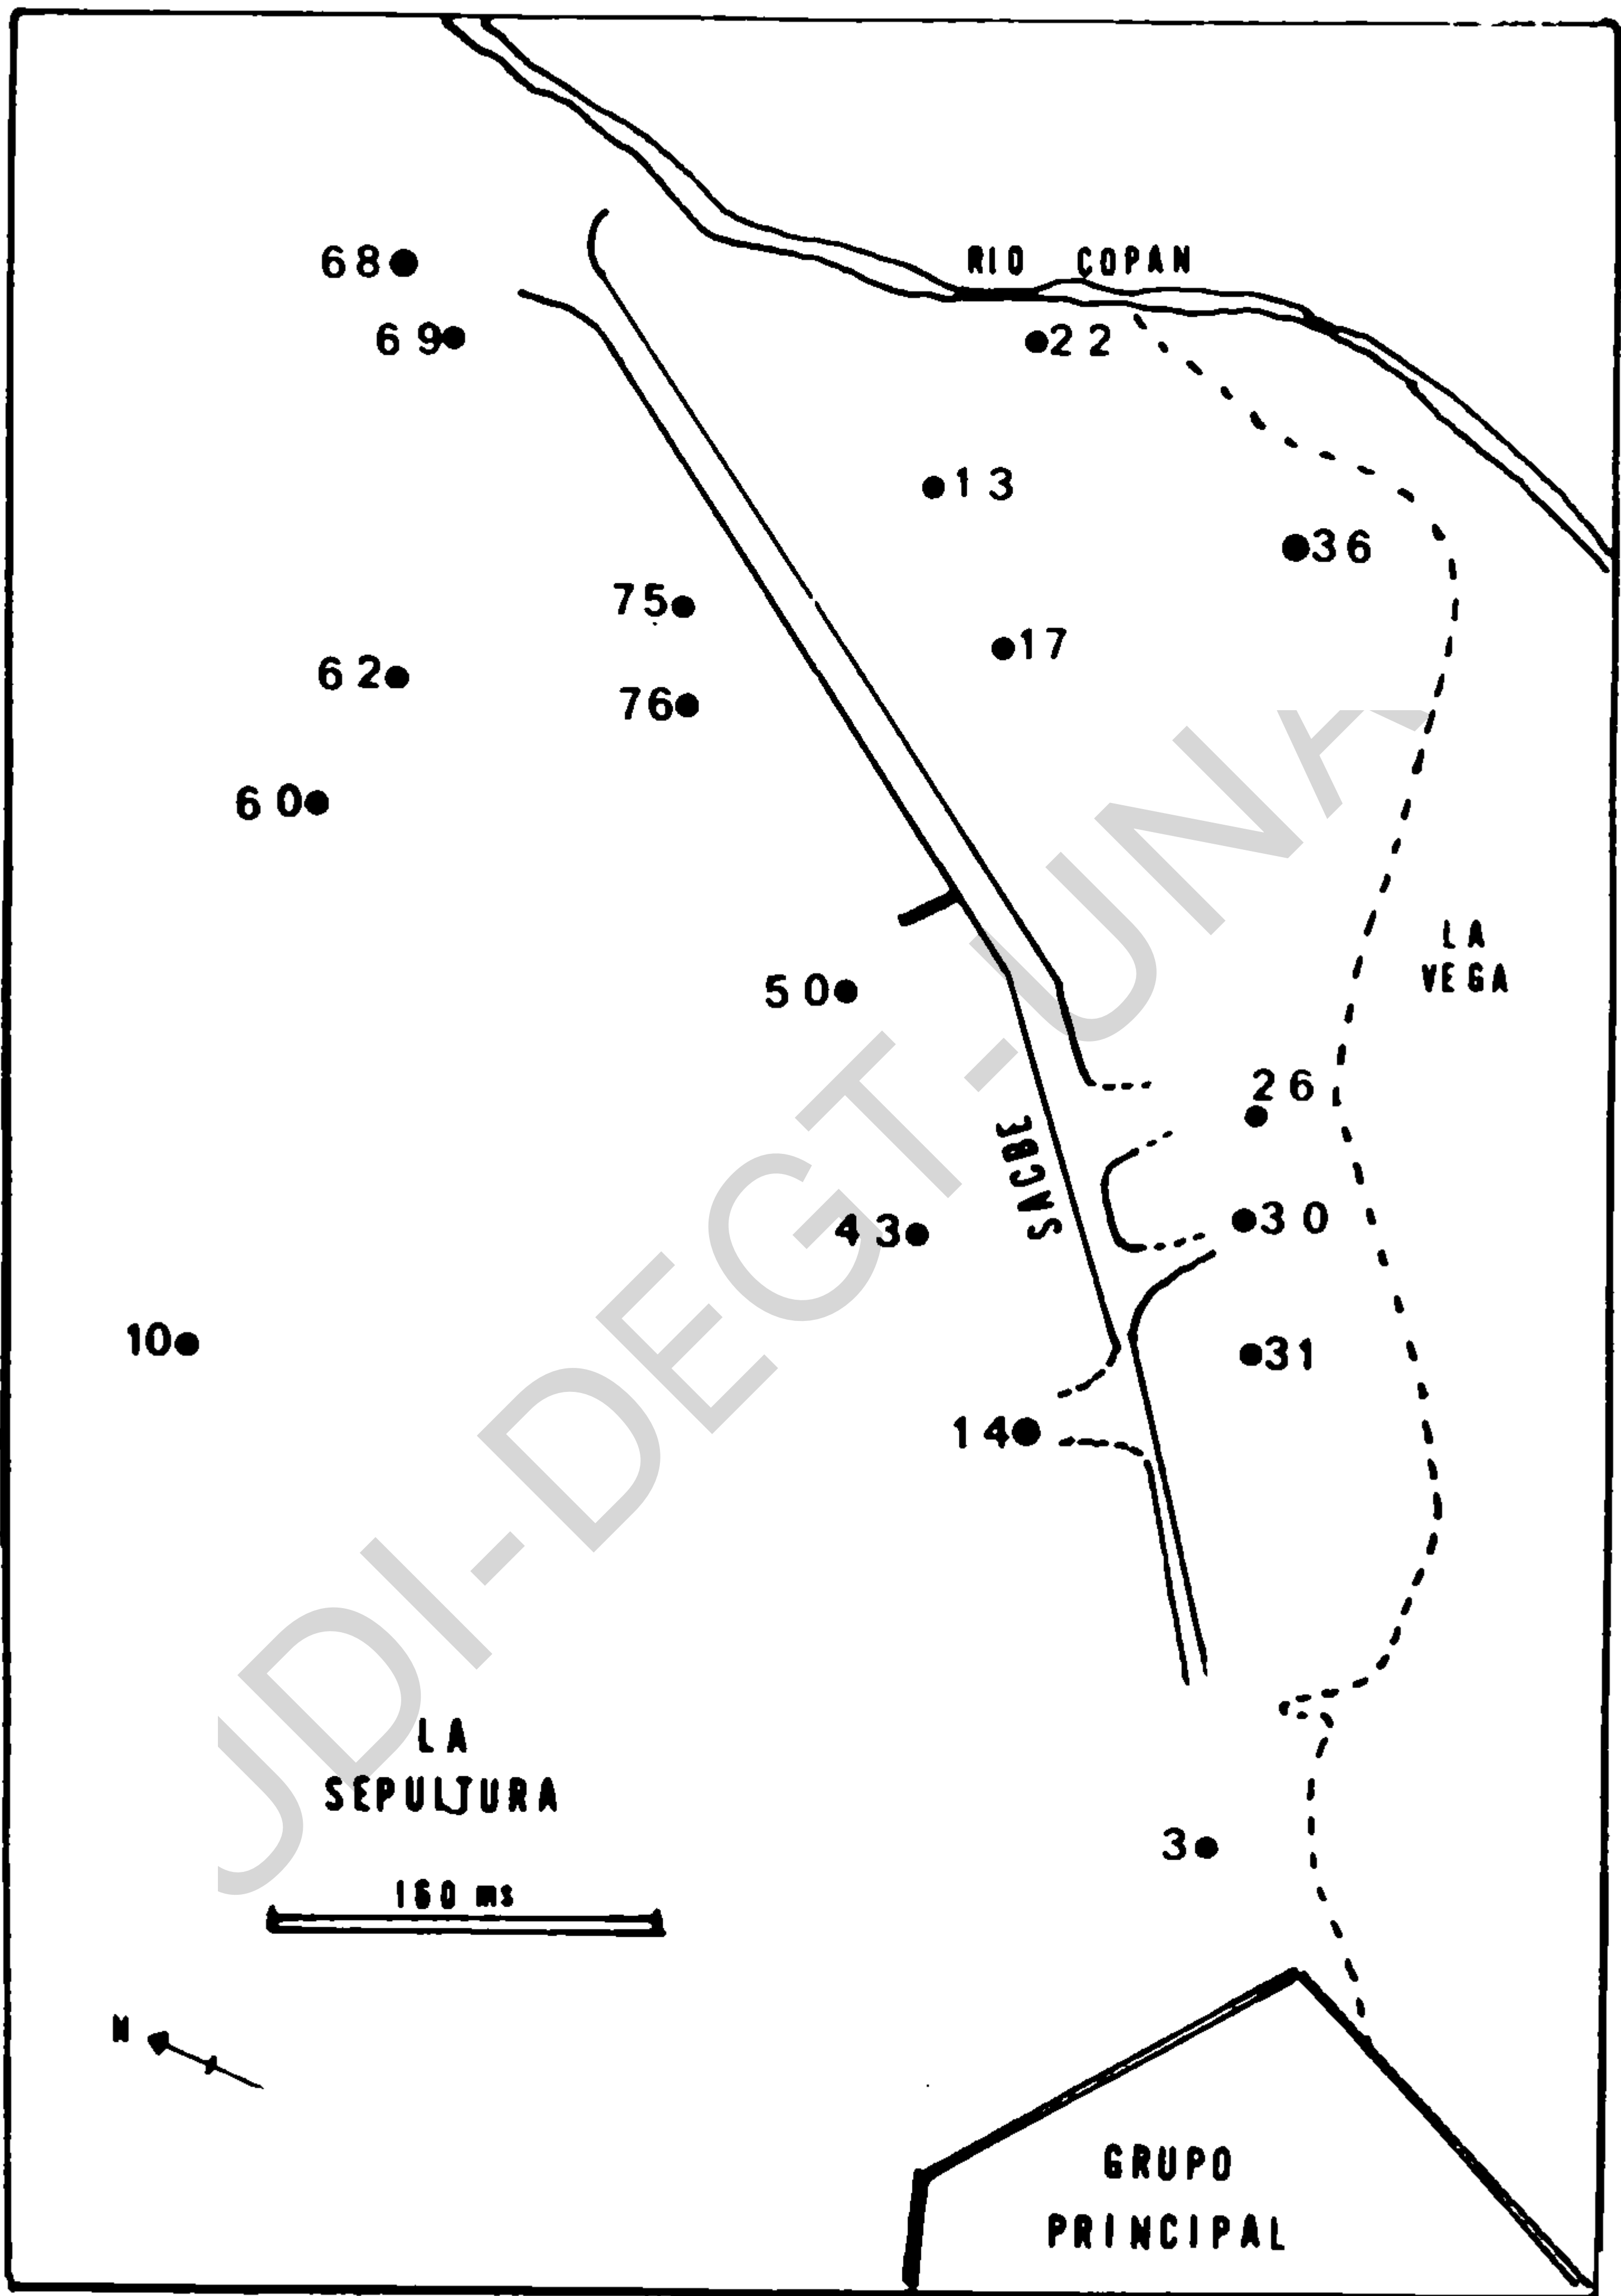 RIO COPAN
68
69
22
13
36
75
17
62
76
60
LA
VEGA
50
26
SACBE
30
43
10
31
14
LA
SEPULTURA
3
160 ms
N
GRUPO
PRINCIPAL
UDI-DEGT-UNA